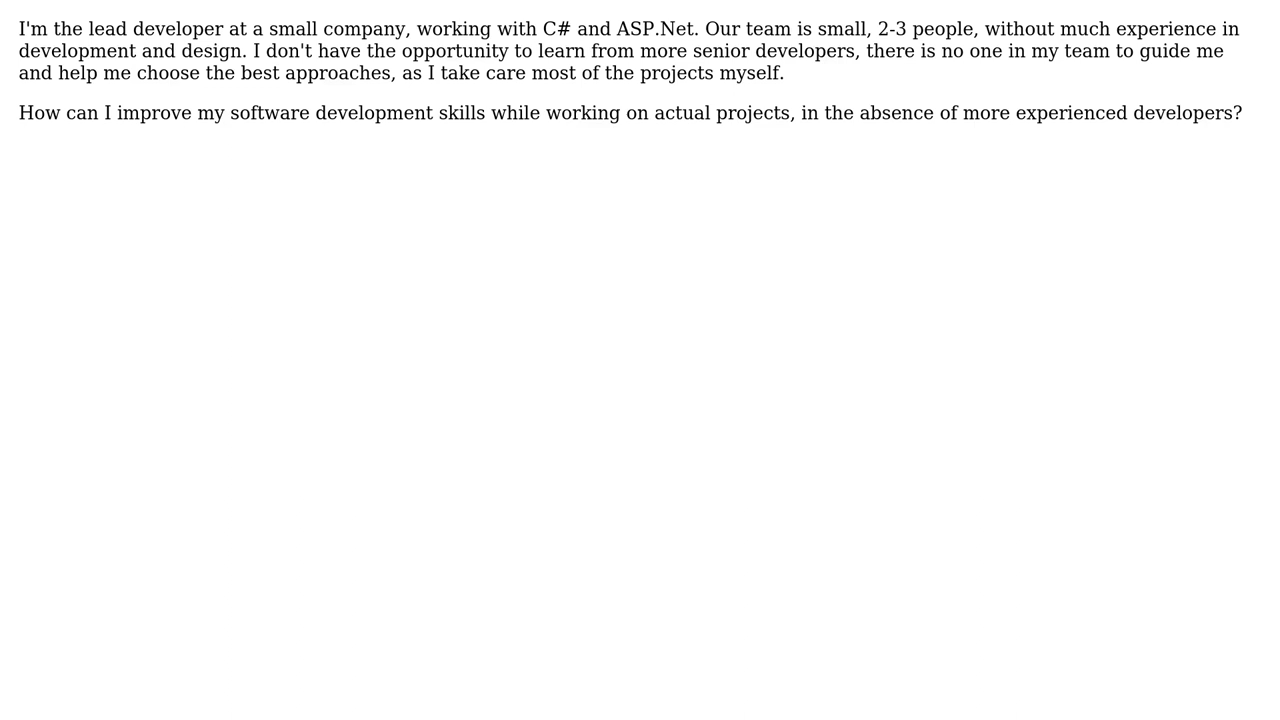 I'm the lead developer at a small company, working with C# and ASP.Net. Our team is small, 2-3 people, without much experience in
development and design. I don't have the opportunity to learn from more senior developers, there is no one in my team to guide me
and help me choose the best approaches, as I take care most of the projects myself.
How can I improve my software development skills while working on actual projects, in the absence of more experienced developers?